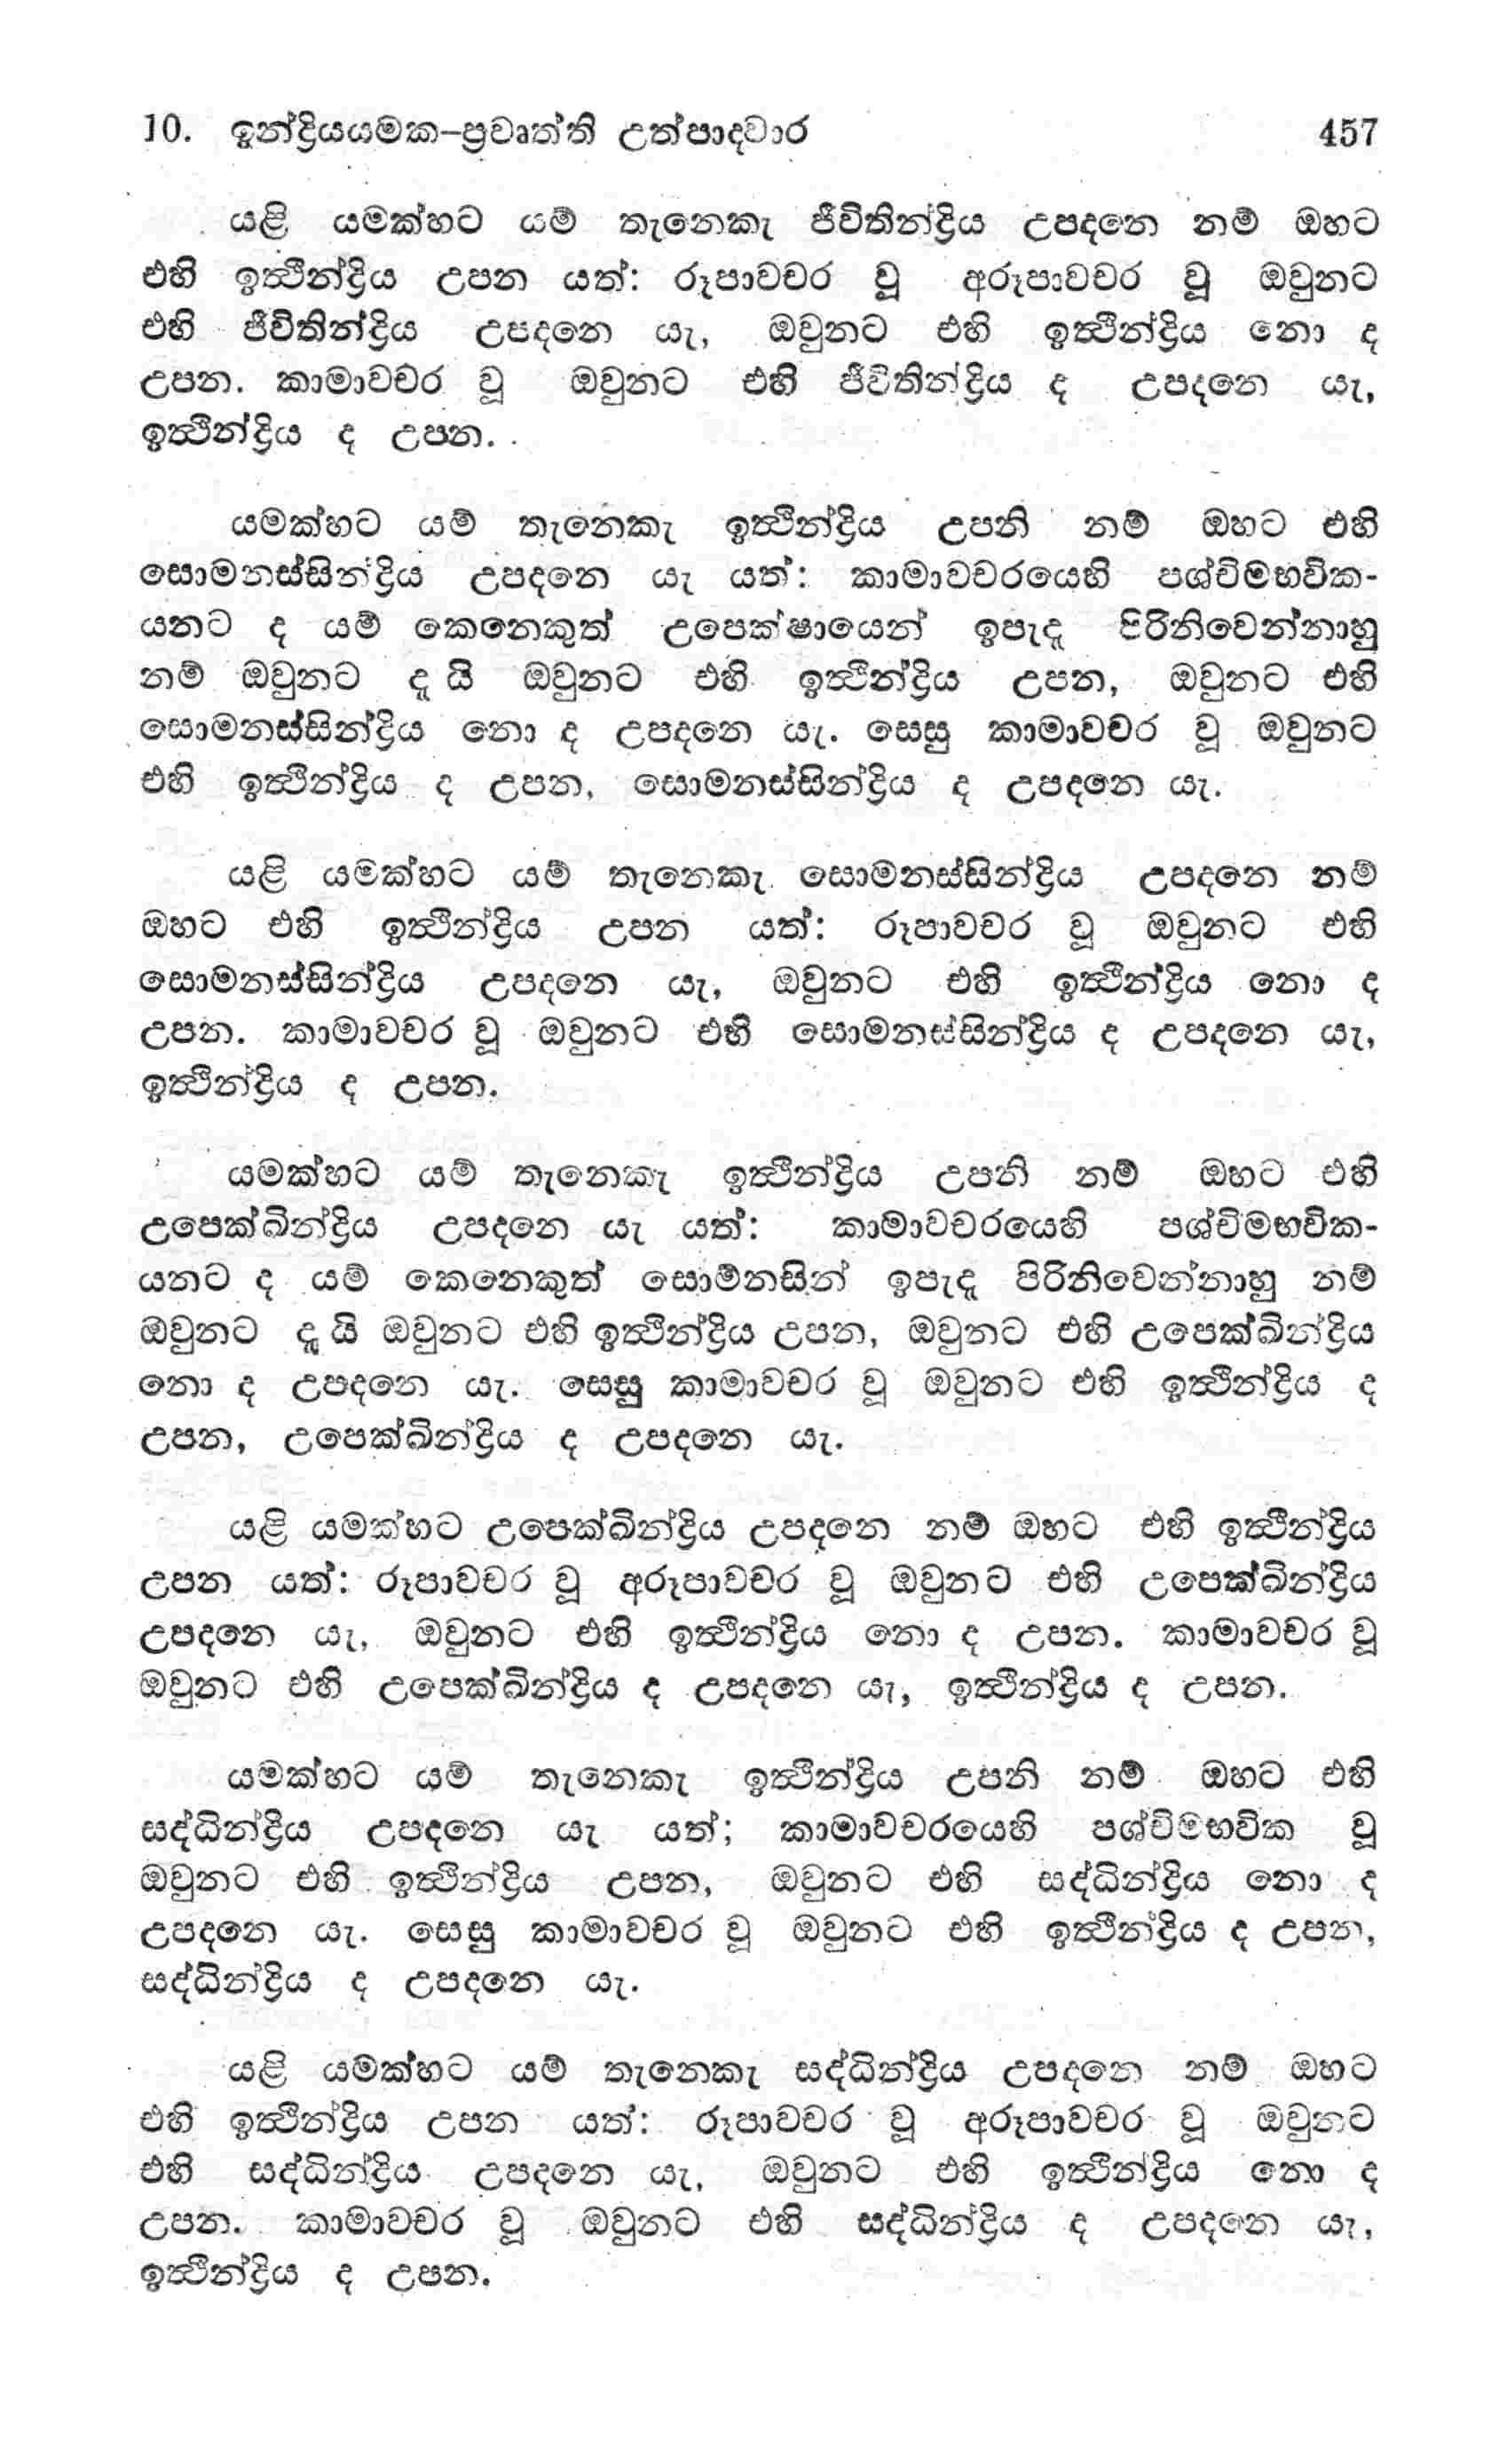 10. ඉන්ද්‍රියයමක-ප්‍රවෘත්ති උත්පාදවාර 457
යළි යමක්හට යම් තැනෙකැ ජීවිතින්ද්‍රිය උපදනෙ නම් ඔහට
එහි ඉත්‍ථින්ද්‍රිය උපන යත්: රූපාවචර වූ අරූපාවචර වූ ඔවුනට
එහි ජීවිතින්ද්‍රිය උපදනෙ යැ, ඔවුනට එහි ඉත්‍ථින්ද්‍රිය නො ද
උපන. කාමාවචර වූ ඔවුනට එහි ජීවිතින්ද්‍රිය ද උපදනෙ යැ,
ඉත්‍ථින්ද්‍රිය ද උපන.
යමක්හට යම් තැනෙකැ ඉත්‍ථින්ද්‍රිය උපනි නම් ඔහට එහි
සොමනස්සින්ද්‍රිය උපදනෙ යැ යත්: කාමාවචරයෙහි පශ්චිමභවික-
යනට ද යම් කෙනෙකුත් උපෙක්ෂායෙන් ඉපැදැ පිරිනිවෙන්නාහු
නම් ඔවුනට දැ යි ඔවුනට එහි ඉත්‍ථින්ද්‍රිය උපන, ඔවුනට එහි
සොමනස්සින්ද්‍රිය නො ද උපදනෙ යැ. සෙසු කාමාවචර වූ ඔවුනට
එහි ඉත්‍ථින්ද්‍රිය ද උපන, සොමනස්සින්ද්‍රිය ද උපදනෙ යැ.
යළි යමක්හට යම් තැනෙකැ සොමනස්සින්ද්‍රිය උපදනෙ නම්
ඔහට එහි ඉත්‍ථින්ද්‍රිය උපන යත්: රූපාවචර වූ ඔවුනට එහි
සොමනස්සින්ද්‍රිය උපදනෙ යැ, ඔවුනට එහි ඉත්‍ථින්ද්‍රිය නො ද
උපන. කාමාවචර වූ ඔවුනට එහි සොමනස්සින්ද්‍රිය ද උපදනෙ යැ,
ඉත්‍ථින්ද්‍රිය ද උපන.
යමක්හට යම් තැනෙකැ ඉත්‍ථින්ද්‍රිය උපනි නම් ඔහට එහි
උපෙක්ඛින්ද්‍රිය උපදනෙ යැ යත්: කාමාවචරයෙහි පශ්චිමභවික-
යනට ද යම් කෙනෙකුත් සොම්නසින් ඉපැදැ පිරිනිවෙන්නාහු නම්
ඔවුනට දැ යි ඔවුනට එහි ඉත්‍ථින්ද්‍රිය උපන, ඔවුනට එහි උපෙක්ඛින්ද්‍රිය
නො ද උපදනෙ යැ. සෙසු කාමාවචර වූ ඔවුනට එහි ඉත්‍ථින්ද්‍රිය ද
උපන, උපෙක්ඛින්ද්‍රිය ද උපදනෙ යැ.
යළි යමක්හට උපෙක්ඛින්ද්‍රිය උපදනෙ නම් ඔහට එහි ඉත්‍ථින්ද්‍රිය
උපන යත්: රූපාවචර වූ අරූපාවචර වූ ඔවුනට එහි උපෙක්ඛින්ද්‍රිය
උපදනෙ යැ, ඔවුනට එහි ඉත්‍ථින්ද්‍රිය නො ද උපන. කාමාවචර වූ
ඔවුනට එහි උපෙක්ඛින්ද්‍රිය ද උපදනෙ යැ, ඉත්‍ථින්ද්‍රිය ද උපන.
යමක්හට යම් තැනෙකැ ඉත්‍ථින්ද්‍රිය උපනි නම් ඔහට එහි
සද්ධින්ද්‍රිය උපදනෙ යැ යත්; කාමාවචරයෙහි පශ්චිමභවික වූ
ඔවුනට එහි ඉත්‍ථින්ද්‍රිය උපන, ඔවුනට එහි සද්ධින්ද්‍රිය නො ද
උපදනෙ යැ. සෙසු කාමාවචර වූ ඔවුනට එහි ඉත්‍ථින්ද්‍රිය ද උපන,
සද්ධින්ද්‍රිය ද උපදනෙ යැ.
යළි යමක්හට යම් තැනෙකැ සද්ධින්ද්‍රිය උපදනෙ නම් ඔහට
එහි ඉත්‍ථින්ද්‍රිය උපන යත්: රූපාවචර වූ අරූපාවචර වූ ඔවුනට
එහි සද්ධින්ද්‍රිය උපදනෙ යැ, ඔවුනට එහි ඉත්‍ථින්ද්‍රිය නො ද
උපන. කාමාවචර වූ ඔවුනට එහි සද්ධින්ද්‍රිය ද උපදනෙ යැ,
ඉත්‍ථින්ද්‍රිය ද උපන.